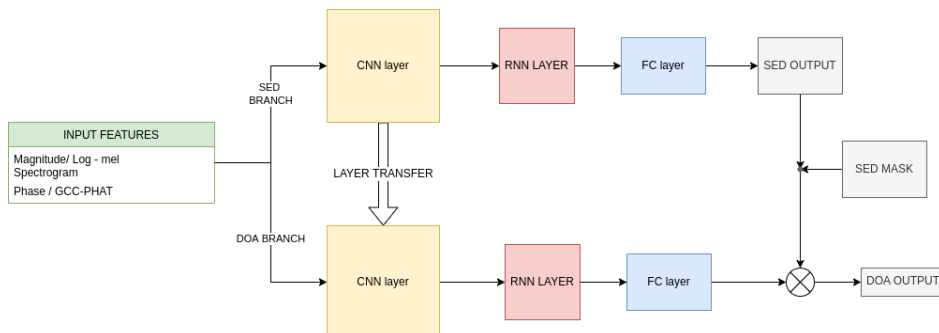 INPUT FEATURES
Magnitude/ Log - mel
Spectrogram
Phase / GCC-PHAT
SED
BRANCH
DOA BRANCH
CNN layer
RNN LAYER
FC layer
SED OUTPUT
LAYER TRANSFER
SED MASK
CNN layer
RNN LAYER
FC layer
DOA OUTPUT